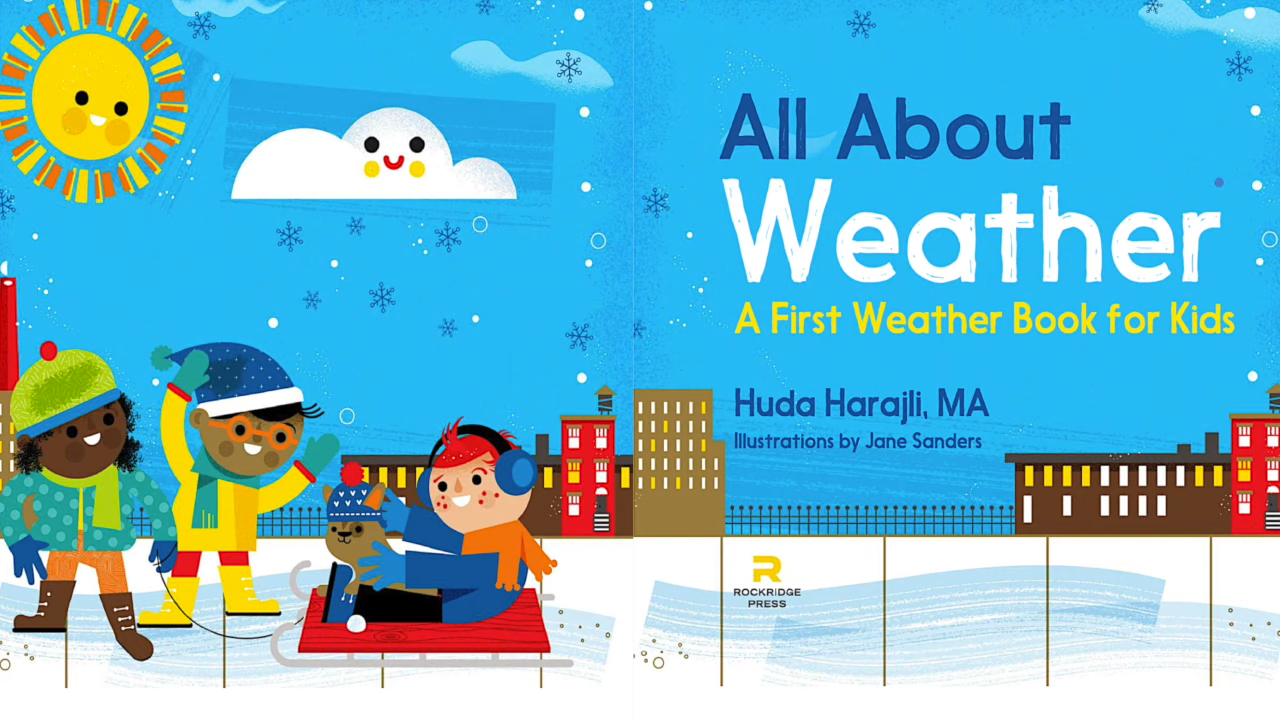 All About
Weather
A First Weather Book for Kids
Huda Harajli, MA
Illustrations by Jane Sanders
R
ROCKRIDGE
PRESS